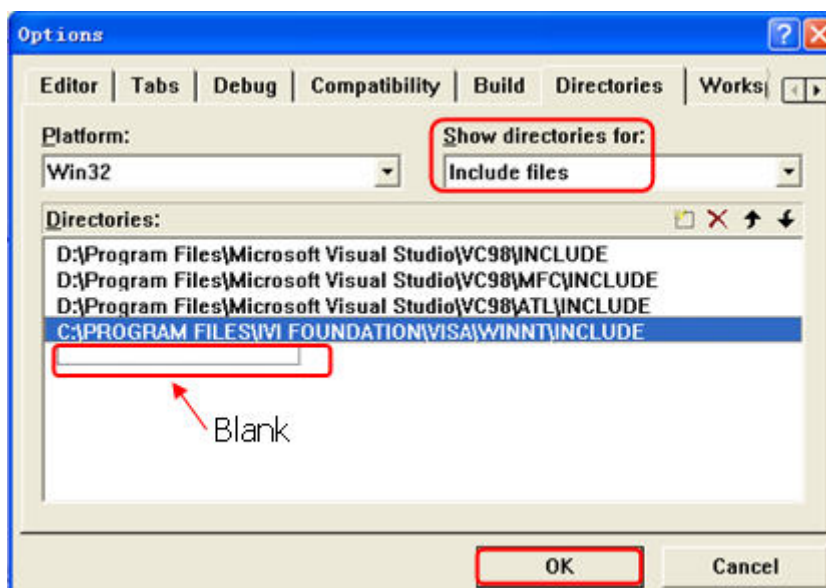 Options
Editor Tabs Debug Compatibility Build Directories Works
Platform: Show directories for:
Win32 Include files
Directories:
D:\Program Files\Microsoft Visual Studio\VC98\INCLUDE
D:\Program Files\Microsoft Visual Studio\VC98\MFC\INCLUDE
D:\Program Files\Microsoft Visual Studio\VC98\ATL\INCLUDE
C:\PROGRAM FILES\IVI FOUNDATION\VISA\WINNT\INCLUDE
Blank
OK Cancel